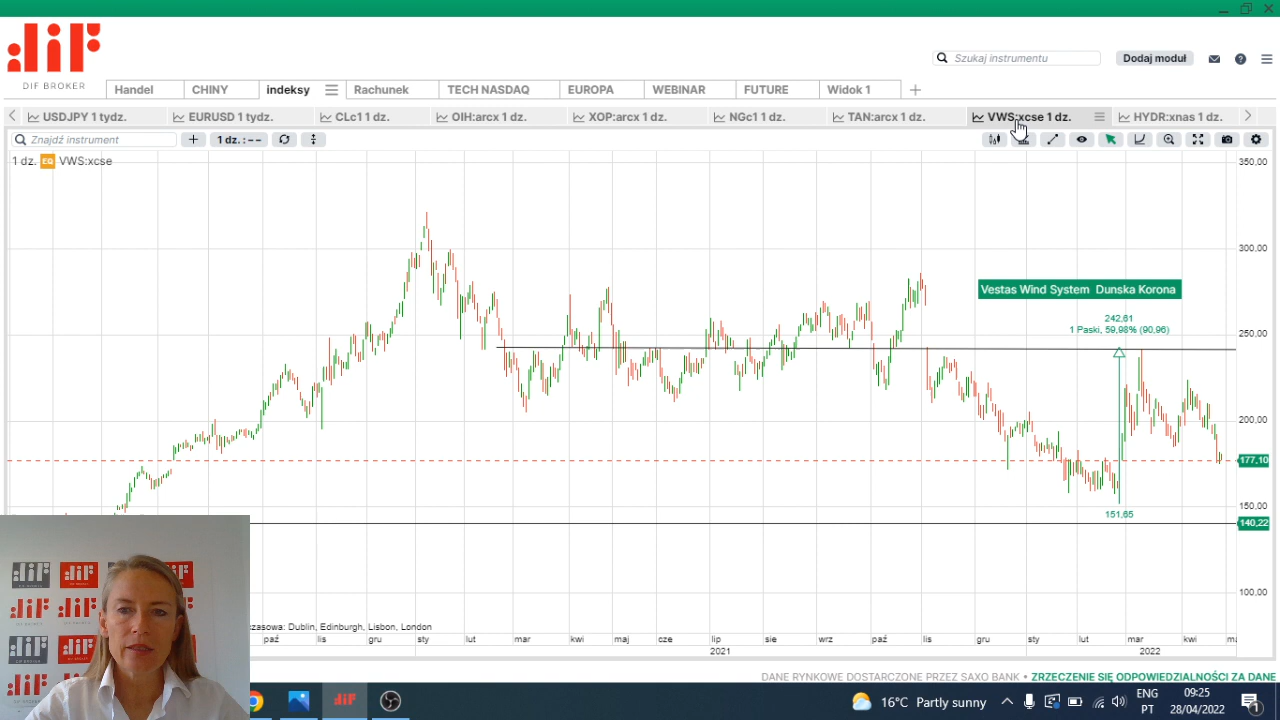 dif
DIF BROKER
Handel
CHINY
indeksy
Rachunek
TECH NASDAQ
EUROPA
WEBINAR
FUTURE
Widok 1
Szukaj instrumentu
Dodaj moduł
USDJPY 1 tydz.
EURUSD 1 tydz.
CLc1 1 dz.
OIH:arcx 1 dz.
XOP:arcx 1 dz.
NGc1 1 dz.
TAN:arcx 1 dz.
VWS:xcse 1 dz.
HYDR:xnas 1 dz.
Znajdź instrument
1 dz. : --
1 dz. EQ VWS:xcse
350,00
300,00
Vestas Wind System Dunska Korona
242,61
1 Paski, 59,98% (90,96)
250,00
200,00
177,10
150,00
151,65
140,22
100,00
czasowa: Dublin, Edinburgh, Lisbon, London
paź lis gru sty lut mar kwi maj cze lip sie wrz paź lis gru sty lut mar kwi
2021 2022
DANE RYNKOWE DOSTARCZONE PRZEZ SAXO BANK • ZRZECZENIE SIĘ ODPOWIEDZIALNOŚCI ZA DANE
dif
16°C Partly sunny
ENG
PT
09:25
28/04/2022
1